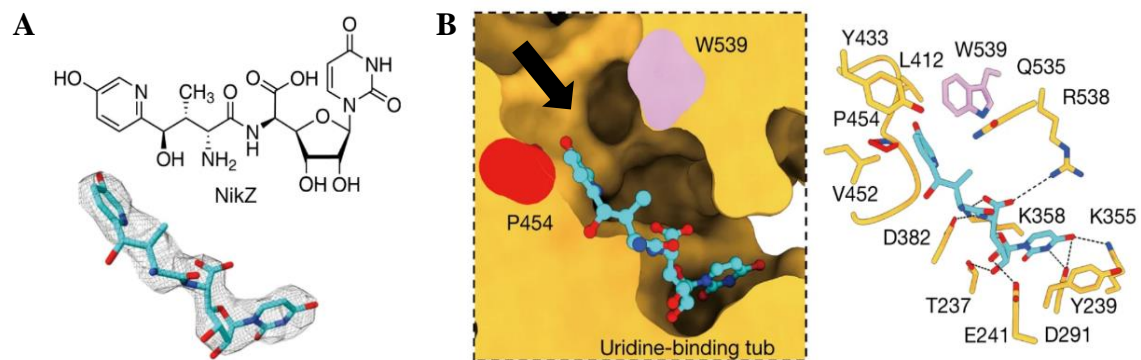 A
B
HO
N
CH₃
OH
NH₂
O
N
H
O
OH
O
N
NH
O
O
OH OH
NikZ
W539
P454
Uridine-binding tub
Y433
L412
W539
Q535
R538
P454
V452
D382
K358
K355
T237
Y239
E241
D291